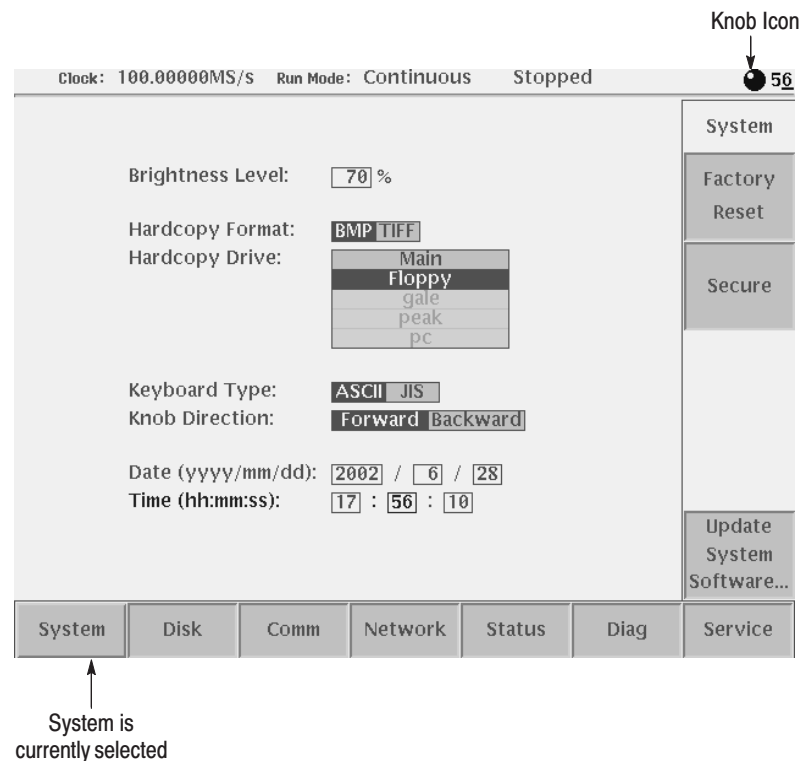 Knob Icon
Clock: 100.00000MS/s Run Mode: Continuous Stopped 56
System
Brightness Level: 70 %
Factory
Reset
Hardcopy Format: BMP TIFF
Hardcopy Drive: Main
Floppy
gale
peak
pc
Secure
Keyboard Type: ASCII JIS
Knob Direction: Forward Backward
Date (yyyy/mm/dd): 2002 / 6 / 28
Time (hh:mm:ss): 17 : 56 : 10
Update
System
Software...
System Disk Comm Network Status Diag Service
System is
currently selected